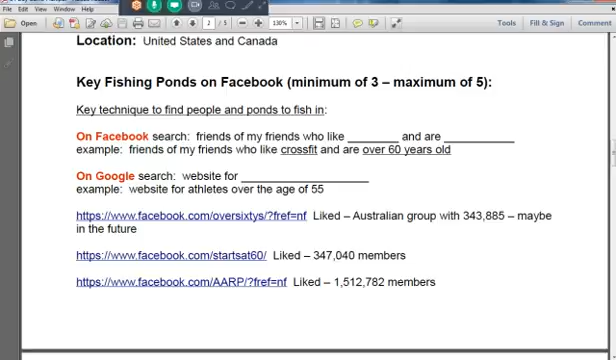 Open
2 / 5
130%
Tools
Fill & Sign
Comment
Location: United States and Canada
Key Fishing Ponds on Facebook (minimum of 3 – maximum of 5):
Key technique to find people and ponds to fish in:
On Facebook search: friends of my friends who like ________ and are ___________
example: friends of my friends who like crossfit and are over 60 years old
On Google search: website for ____________________
example: website for athletes over the age of 55
https://www.facebook.com/oversixtys/?fref=nf Liked – Australian group with 343,885 – maybe
in the future
https://www.facebook.com/startsat60/ Liked – 347,040 members
https://www.facebook.com/AARP/?fref=nf Liked – 1,512,782 members